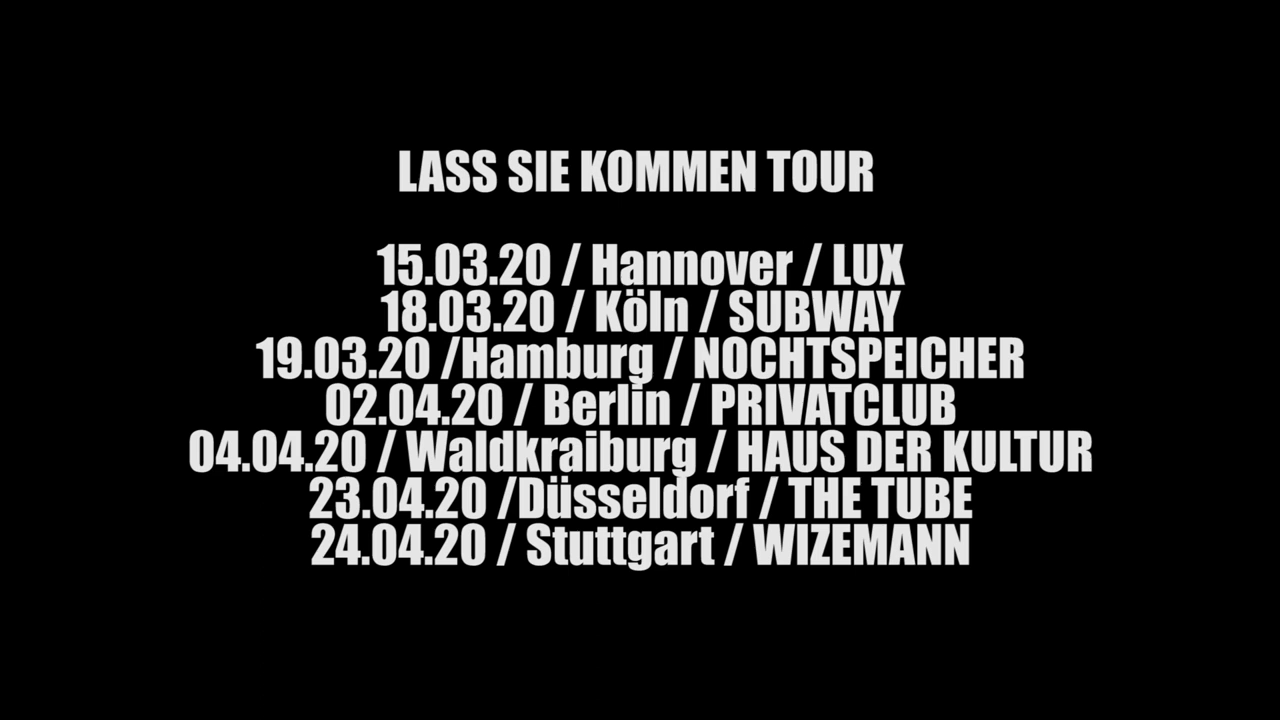 LASS SIE KOMMEN TOUR
15.03.20 / Hannover / LUX
18.03.20 / Köln / SUBWAY
19.03.20 /Hamburg / NOCHTSPEICHER
02.04.20 / Berlin / PRIVATCLUB
04.04.20 / Waldkraiburg / HAUS DER KULTUR
23.04.20 /Düsseldorf / THE TUBE
24.04.20 / Stuttgart / WIZEMANN